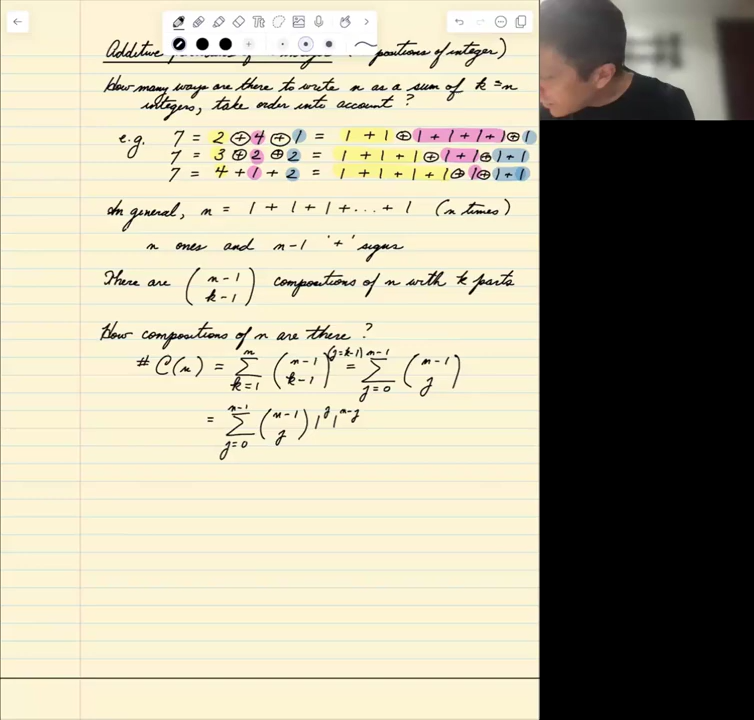 Additive positions of integer)
How many ways are there to write n as a sum of k ≤ n
integers, take order into account ?
e.g. 7 = 2 ⊕ 4 ⊕ 1 = 1 + 1 ⊕ 1 + 1 + 1 + 1 ⊕ 1
7 = 3 ⊕ 2 ⊕ 2 = 1 + 1 + 1 ⊕ 1 + 1 ⊕ 1 + 1
7 = 4 + 1 + 2 = 1 + 1 + 1 + 1 ⊕ 1 ⊕ 1 + 1
In general, n = 1 + 1 + 1 + ... + 1 (n times)
n ones and n-1 '+' signs
There are (n-1 k-1) compositions of n with k parts
How compositions of n are there ?
# C(n) = ∑_{k=1}^{n} (n-1 k-1) (j=k-1) = ∑_{j=0}^{n-1} (n-1 j)
= ∑_{j=0}^{n-1} (n-1 j) 1^j 1^{n-j}